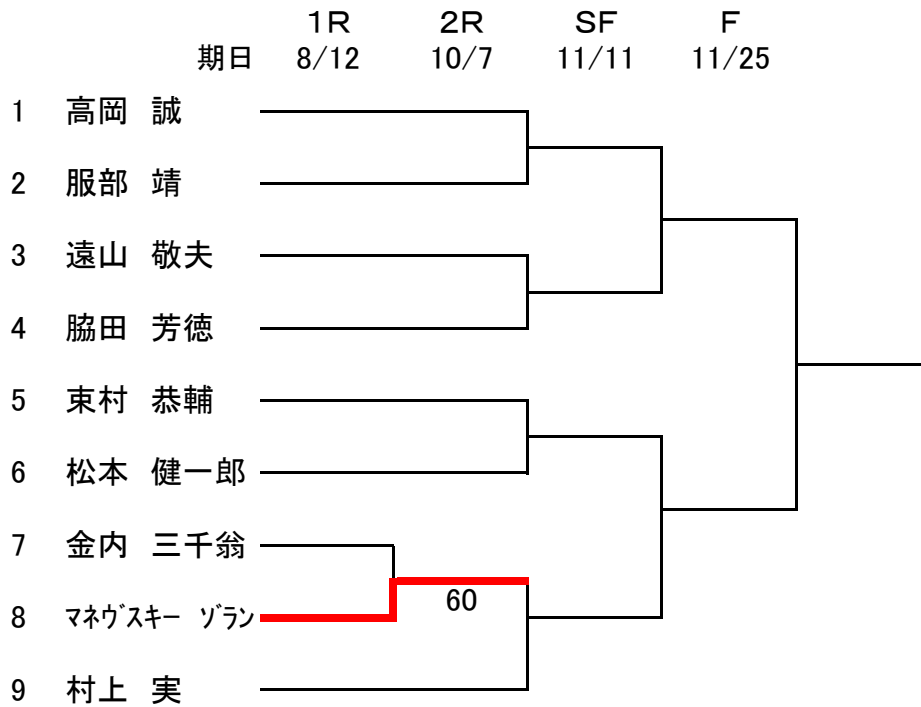 1R 2R SF F
期日 8/12 10/7 11/11 11/25
1 高岡 誠
2 服部 靖
3 遠山 敬夫
4 脇田 芳徳
5 束村 恭輔
6 松本 健一郎
7 金内 三千翁
60
8 ﾏﾈｳﾞｽｷｰ ｿﾞﾗﾝ
9 村上 実